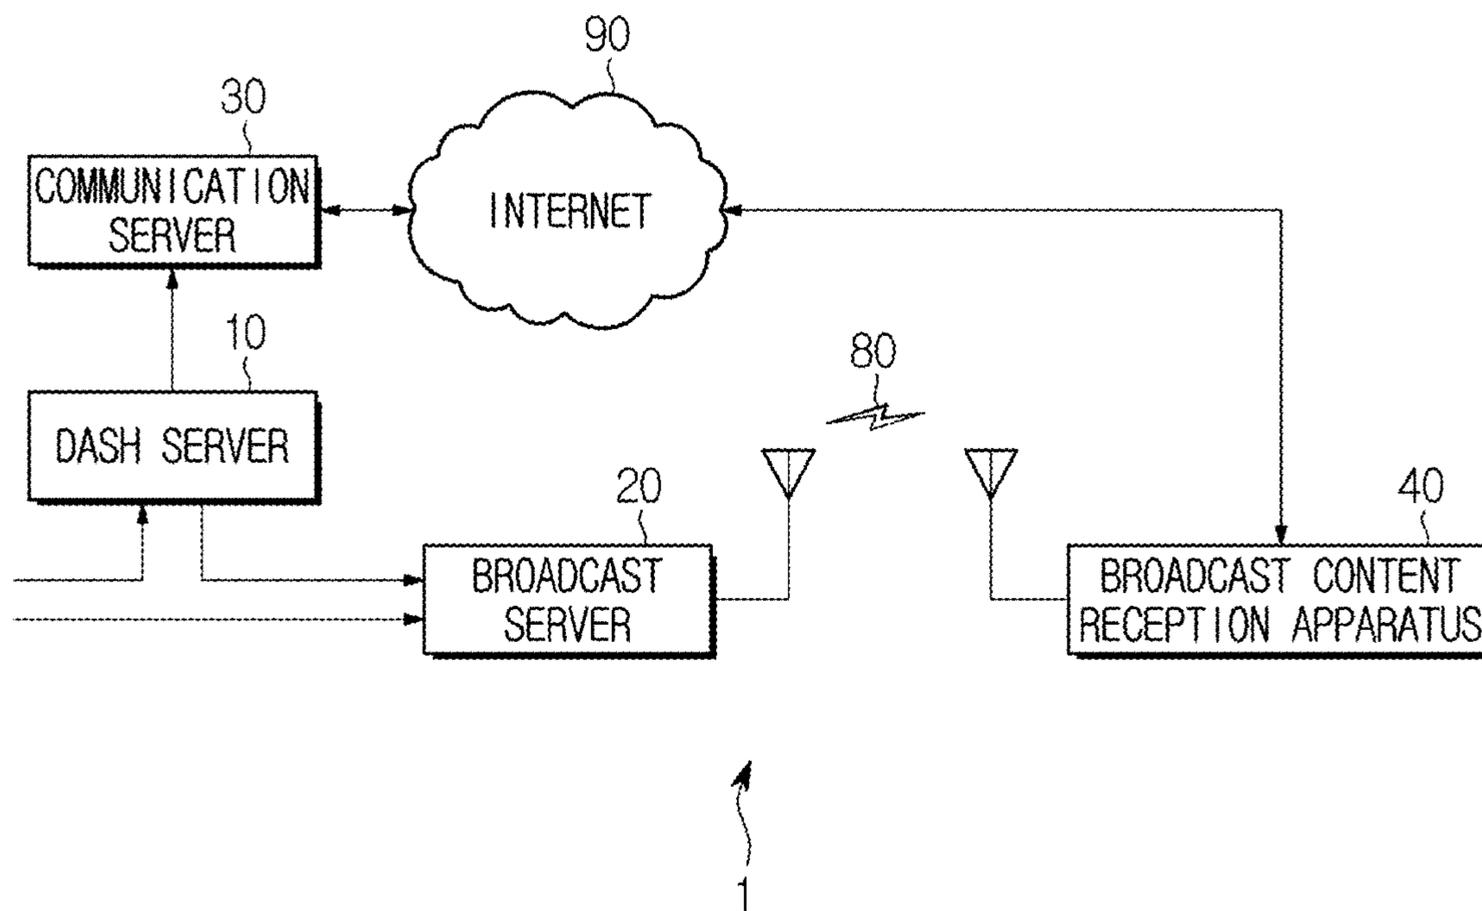 90
30
COMMUNICATION
SERVER
INTERNET
10
DASH SERVER
80
20
BROADCAST
SERVER
40
BROADCAST CONTENT
RECEPTION APPARATUS
1